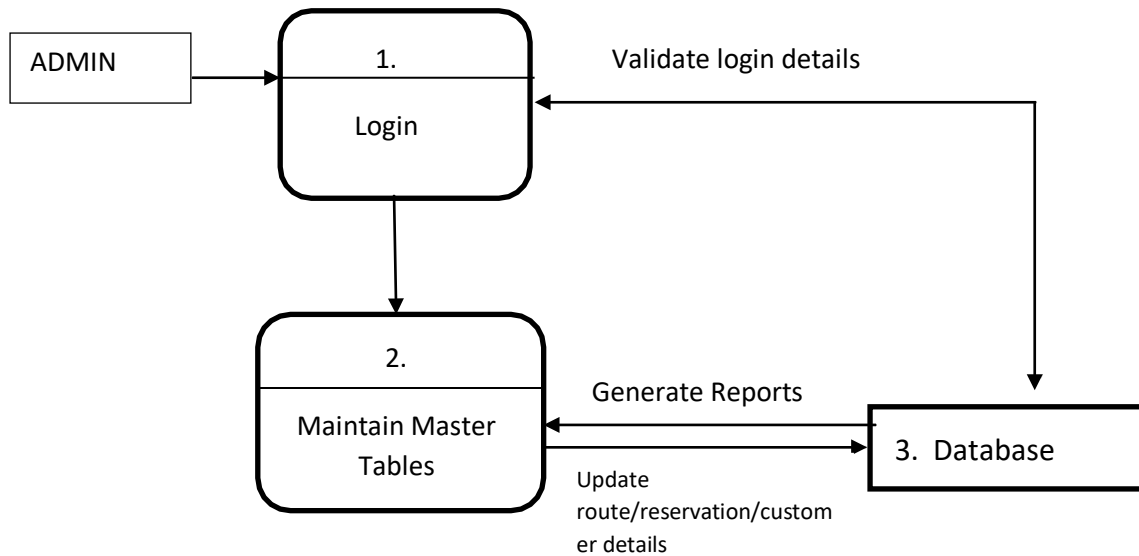 ADMIN
1.
Login
Validate login details
2.
Maintain Master
Tables
Generate Reports
3. Database
Update
route/reservation/custom
er details